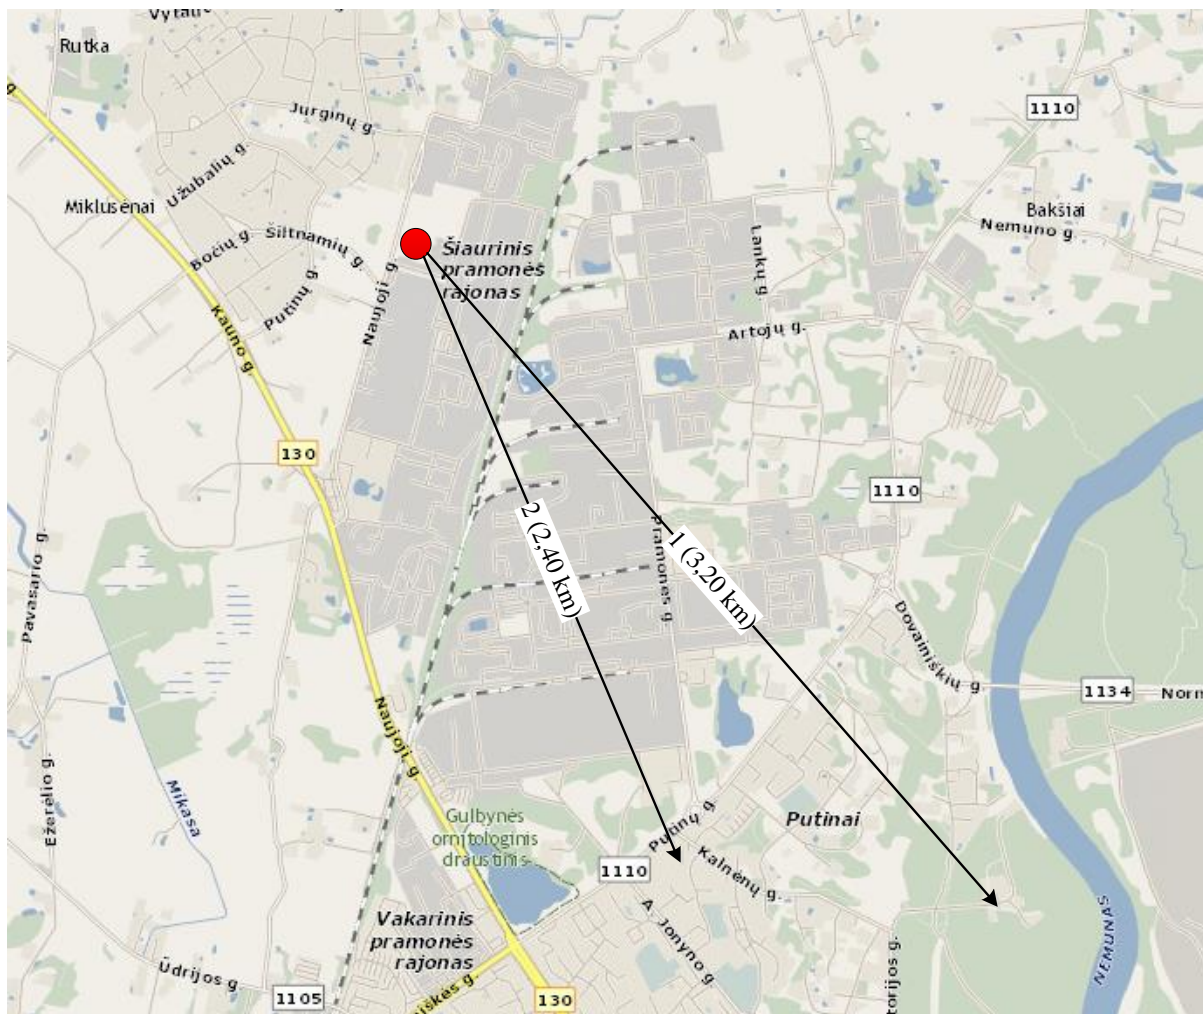 Rutka
1110
Jurginų g.
Užubalių g.
Miklusėnai
Bakšiai
Nemuno g.
Bočių g.
Šiltnamių g.
Lankų g.
Šiaurinis
pramonės
rajonas
Putinų g.
Naujoji g.
Kauno g.
Artojų g.
130
1110
2 (2,40 km)
Pramonės g.
1 (3,20 km)
Pavasario g.
Dovainiškių g.
1134
Naujoji g.
Ežerėlio g.
Mikasa
Gulbynės
ornitologinis
draustinis
Putinų g.
Putinai
1110
Kalnėnų g.
Vakarinis
pramonės
rajonas
A. Jonyno g
NEMUNAS
Ūdrijos g
1105
130